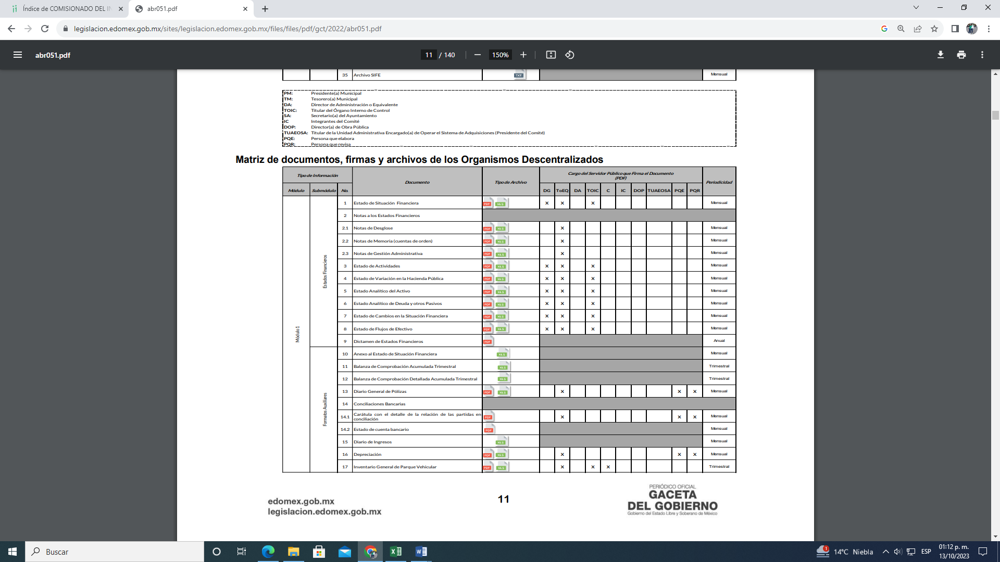 Índice de COMISIONADO DEL IN
abr051.pdf
legislacion.edomex.gob.mx/sites/legislacion.edomex.gob.mx/files/files/pdf/gct/2022/abr051.pdf
abr051.pdf
11 / 140
150%
35 Archivo SIFE TXT Mensual
PM: Presidente(a) Municipal
TM: Tesorero(a) Municipal
DA: Director de Administración o Equivalente
TOIC: Titular del Órgano Interno de Control
SA: Secretario(a) del Ayuntamiento
IC Integrantes del Comité
DOP: Director(a) de Obra Pública
TUAEOSA: Titular de la Unidad Administrativa Encargado(a) de Operar el Sistema de Adquisiciones (Presidente del Comité)
PQE: Persona que elabora
PQR: Persona que revisa
Matriz de documentos, firmas y archivos de los Organismos Descentralizados
Tipo de Información Documento Tipo de Archivo Cargo del Servidor Público que Firma el Documento (PDF) Periodicidad
Módulo Submódulo No. DG ToEQ DA TOIC C IC DOP TUAEOSA PQE PQR
Módulo 1
Estados Financieros
1 Estado de Situación Financiera PDF XLS X X X Mensual
2 Notas a los Estados Financieros
2.1 Notas de Desglose PDF XLS X Mensual
2.2 Notas de Memoria (cuentas de orden) PDF XLS X Mensual
2.3 Notas de Gestión Administrativa PDF XLS X Mensual
3 Estado de Actividades PDF XLS X X X Mensual
4 Estado de Variación en la Hacienda Pública PDF XLS X X X Mensual
5 Estado Analítico del Activo PDF XLS X X X Mensual
6 Estado Analítico de Deuda y otros Pasivos PDF XLS X X X Mensual
7 Estado de Cambios en la Situación Financiera PDF XLS X X X Mensual
8 Estado de Flujos de Efectivo PDF XLS X X X Mensual
9 Dictamen de Estados Financieros PDF Anual
Formatos Auxiliares
10 Anexo al Estado de Situación Financiera XLS Mensual
11 Balanza de Comprobación Acumulada Trimestral XLS Trimestral
12 Balanza de Comprobación Detallada Acumulada Trimestral XLS Trimestral
13 Diario General de Pólizas PDF XLS X X X Mensual
14 Conciliaciones Bancarias
14.1 Carátula con el detalle de la relación de las partidas en conciliación PDF X X X Mensual
14.2 Estado de cuenta bancario PDF Mensual
15 Diario de Ingresos XLS Mensual
16 Depreciación PDF XLS X X X Mensual
17 Inventario General de Parque Vehicular PDF XLS X X X Trimestral
edomex.gob.mx
legislacion.edomex.gob.mx
11
PERIÓDICO OFICIAL
GACETA
DEL GOBIERNO
Gobierno del Estado Libre y Soberano de México
Buscar
1
14°C Niebla
ESP
01:12 p. m.
13/10/2023